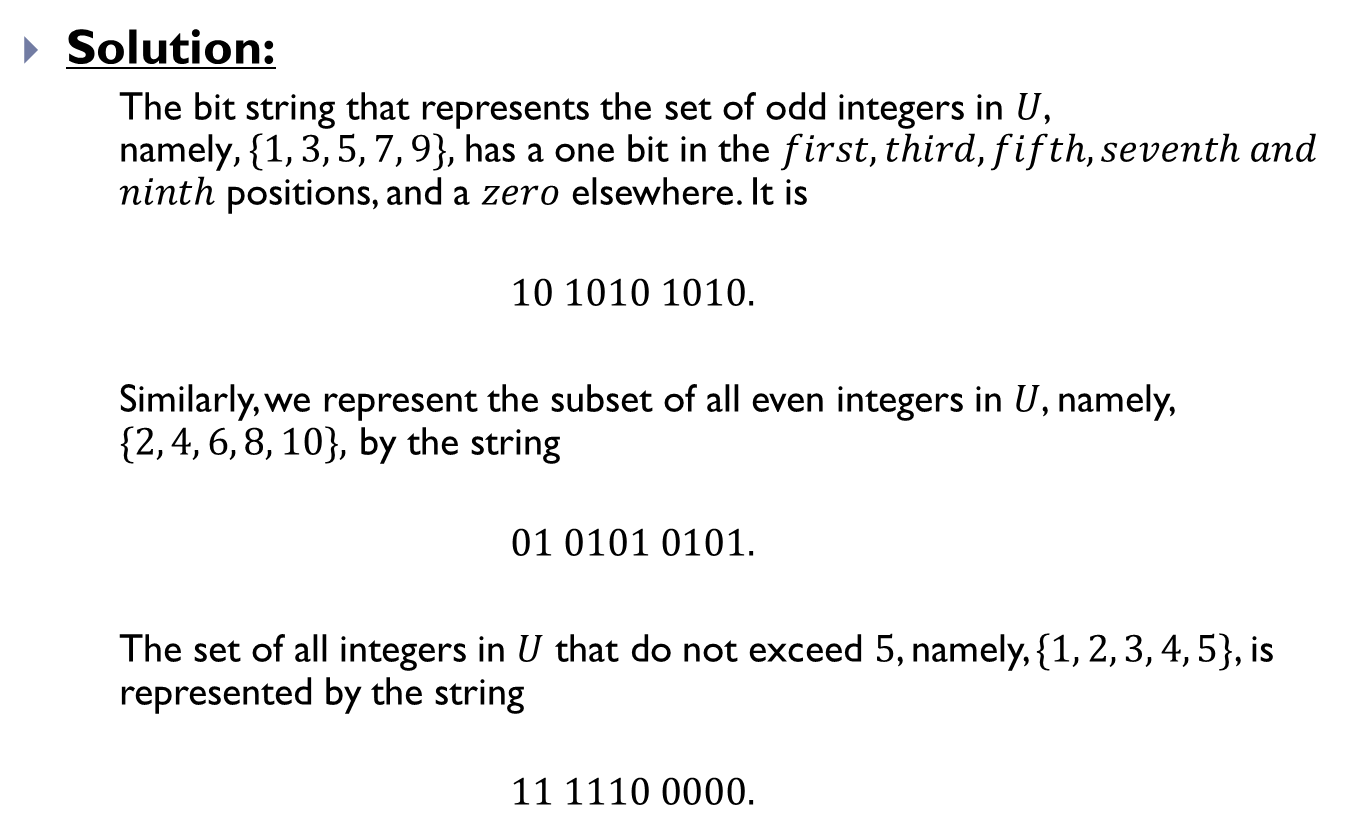 Solution:
The bit string that represents the set of odd integers in U,
namely, {1, 3, 5, 7, 9}, has a one bit in the first, third, fifth, seventh and
ninth positions, and a zero elsewhere. It is
10 1010 1010.
Similarly, we represent the subset of all even integers in U, namely,
{2, 4, 6, 8, 10}, by the string
01 0101 0101.
The set of all integers in U that do not exceed 5, namely, {1, 2, 3, 4, 5}, is
represented by the string
11 1110 0000.